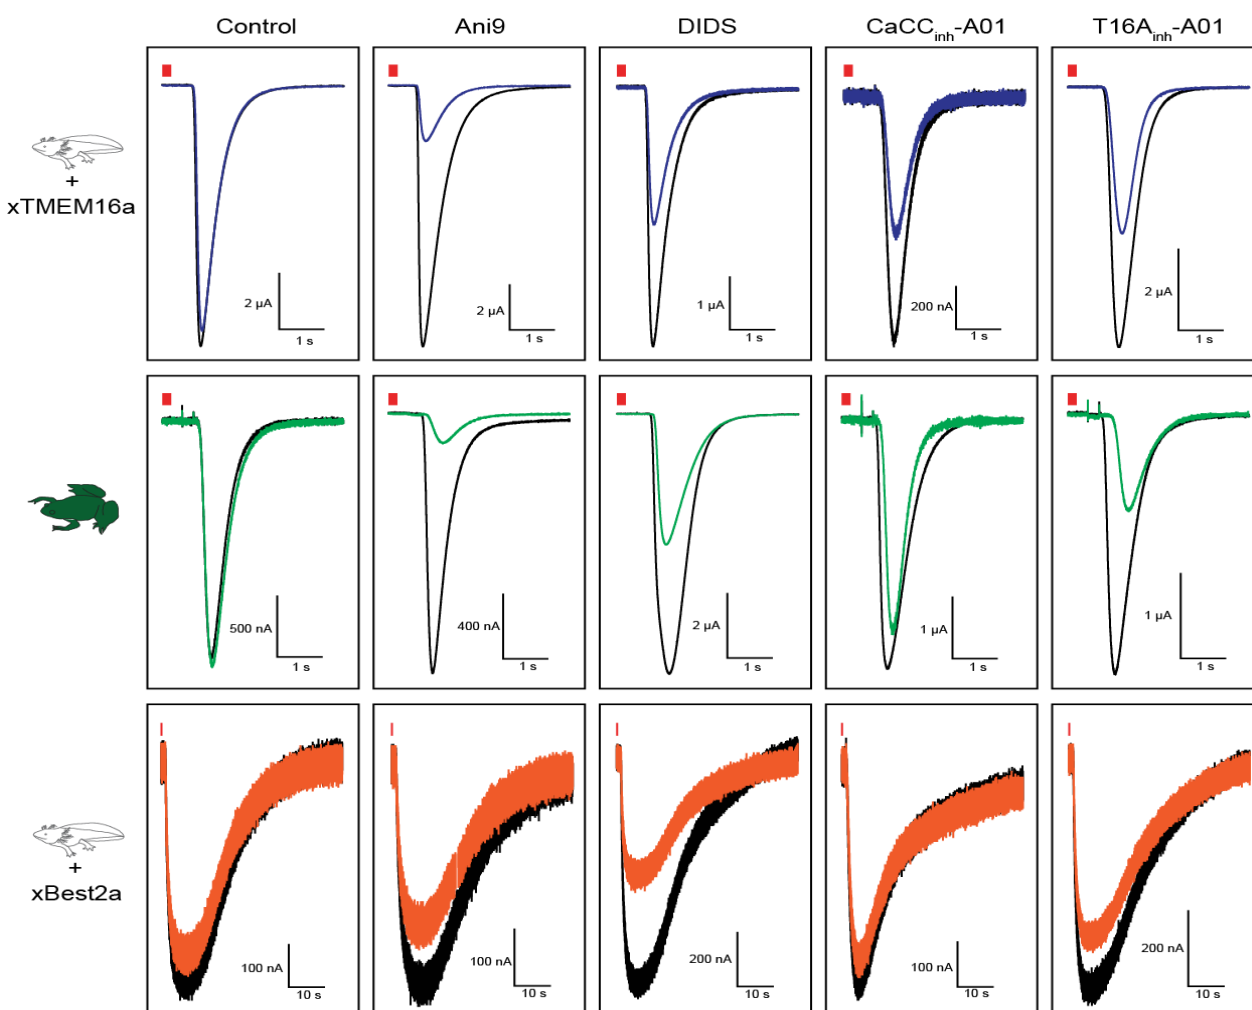 Control Ani9 DIDS CaCCinh-A01 T16Ainh-A01
+
xTMEM16a
2 µA
1 s
2 µA
1 s
1 µA
1 s
200 nA
1 s
2 µA
1 s
500 nA
1 s
400 nA
1 s
2 µA
1 s
1 µA
1 s
1 µA
1 s
+
xBest2a
100 nA
10 s
100 nA
10 s
200 nA
10 s
100 nA
10 s
200 nA
10 s